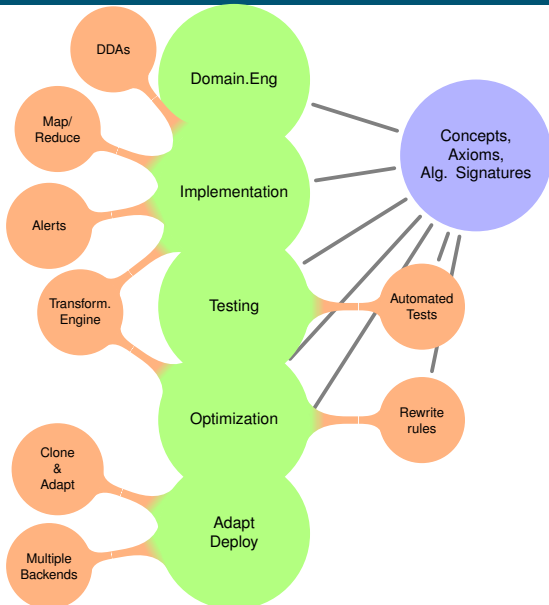 DDAs
Domain.Eng
Map/
Reduce
Concepts,
Axioms,
Alg. Signatures
Implementation
Alerts
Transform.
Engine
Testing
Automated
Tests
Optimization
Rewrite
rules
Clone
&
Adapt
Adapt
Deploy
Multiple
Backends